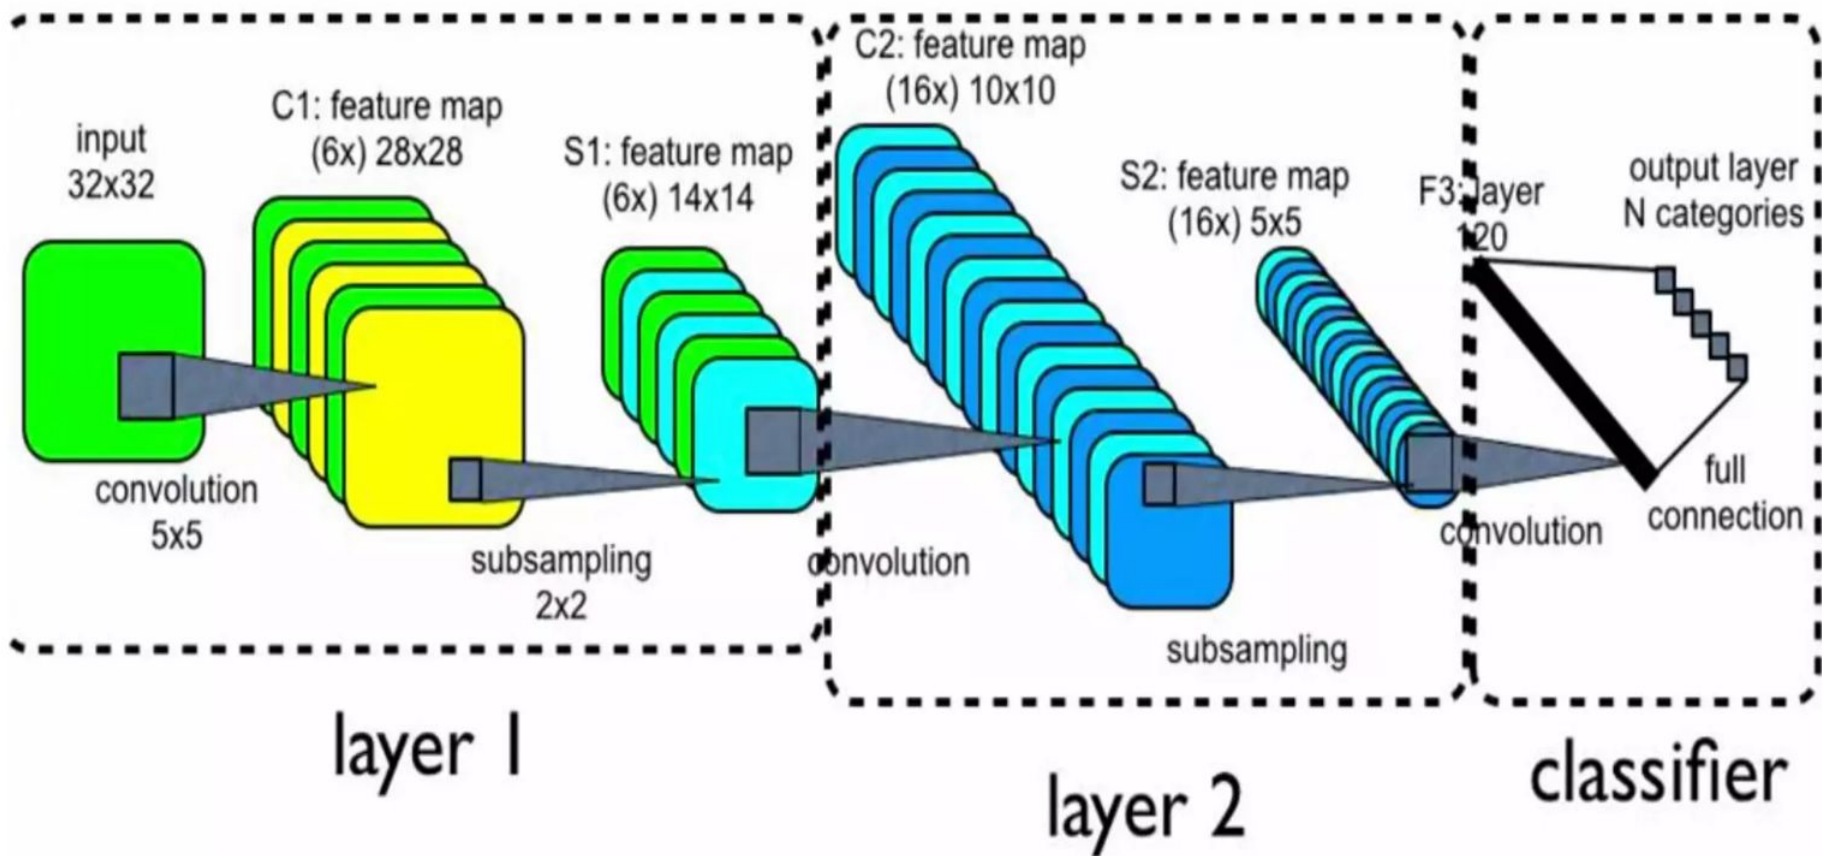 input
32x32
C1: feature map
(6x) 28x28
S1: feature map
(6x) 14x14
C2: feature map
(16x) 10x10
S2: feature map
(16x) 5x5
F3: layer
120
output layer
N categories
convolution
5x5
subsampling
2x2
convolution
subsampling
convolution
full
connection
layer 1
layer 2
classifier